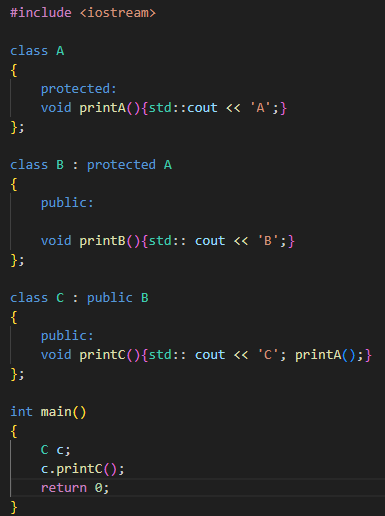 #include <iostream>
class A
{
protected:
void printA(){std::cout << 'A';}
};
class B : protected A
{
public:
void printB(){std:: cout << 'B';}
};
class C : public B
{
public:
void printC(){std:: cout << 'C'; printA();}
};
int main()
{
C c;
c.printC();
return 0;
}